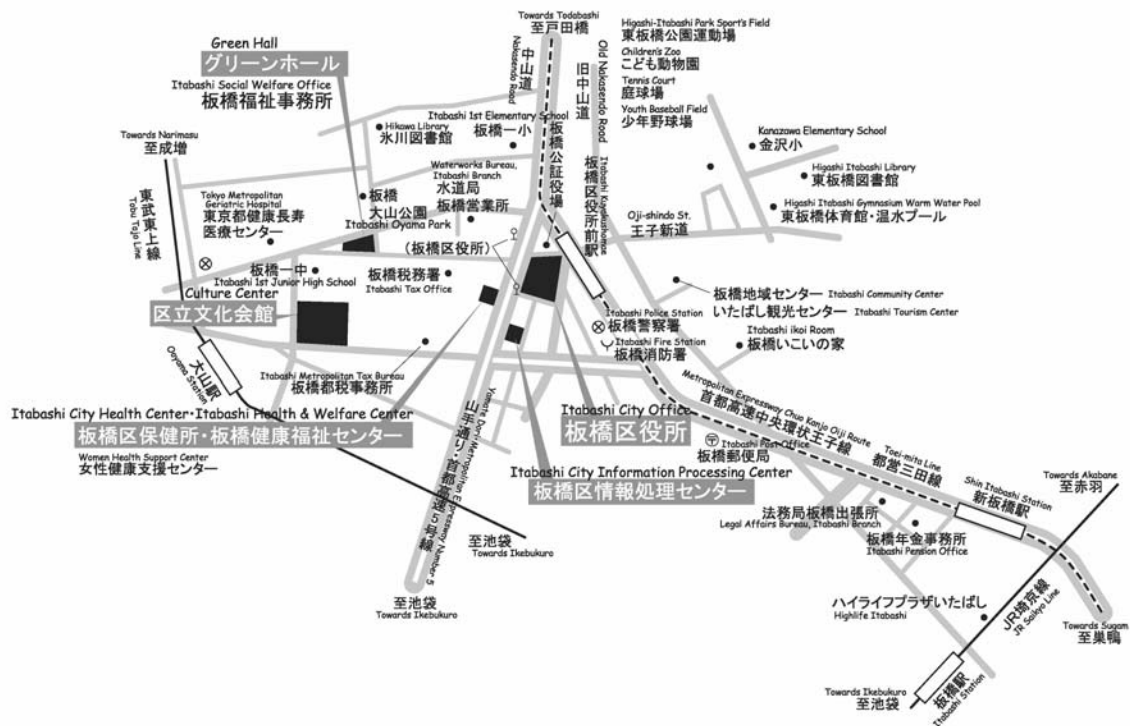 Towards Todabashi
至戸田橋
中山道
Nakasendo Road
Old Nakasendo Road
旧中山道
Higashi-Itabashi Park Sport's Field
東板橋公園運動場
Children's Zoo
こども動物園
Tennis Court
庭球場
Youth Baseball Field
少年野球場
Green Hall
グリーンホール
Itabashi Social Welfare Office
板橋福祉事務所
Towards Narimasu
至成増
東武東上線
Tobu Tojo Line
Hikawa Library
氷川図書館
Itabashi 1st Elementary School
板橋一小
板橋公証役場
板橋区役所前駅
Itabashi Kuyakushomae
Kanazawa Elementary School
金沢小
Higashi Itabashi Library
東板橋図書館
Higashi Itabashi Gymnasium Warm Water Pool
東板橋体育館・温水プール
Waterworks Bureau,
Itabashi Branch
水道局
板橋営業所
Tokyo Metropolitan
Geriatric Hospital
東京都健康長寿
医療センター
板橋
大山公園
Itabashi Oyama Park
(板橋区役所)
Oji-shindo St.
王子新道
板橋一中
Itabashi 1st Junior High School
板橋税務署
Itabashi Tax Office
Culture Center
区立文化会館
板橋地域センター Itabashi Community Center
いたばし観光センター Itabashi Tourism Center
Itabashi Police Station
板橋警察署
Itabashi Fire Station
板橋消防署
Itabashi ikoi Room
板橋いこいの家
大山駅
Ooyama Station
Itabashi Metropolitan Tax Bureau
板橋都税事務所
Itabashi City Health Center・Itabashi Health & Welfare Center
板橋区保健所・板橋健康福祉センター
Women Health Support Center
女性健康支援センター
山手通り・首都高速5号線
Yamate Dori・Metropolitan Expressway Number 5
Itabashi City Office
板橋区役所
Itabashi City Information Processing Center
板橋区情報処理センター
Metropolitan Expressway Chuo Kanjo Oiji Route
首都高速中央環状王子線
Itabashi Post Office
板橋郵便局
Toei-mita Line
都営三田線
Shin Itabashi Station
新板橋駅
Towards Akabane
至赤羽
法務局板橋出張所
Legal Affairs Bureau, Itabashi Branch
板橋年金事務所
Itabashi Pension Office
至池袋
Towards Ikebukuro
至池袋
Towards Ikebukuro
ハイライフプラザいたばし
Highlife Itabashi
JR埼京線
JR Saikyo Line
Towards Sugam
至巣鴨
Towards Ikebukuro
至池袋
板橋駅
Itabashi Station